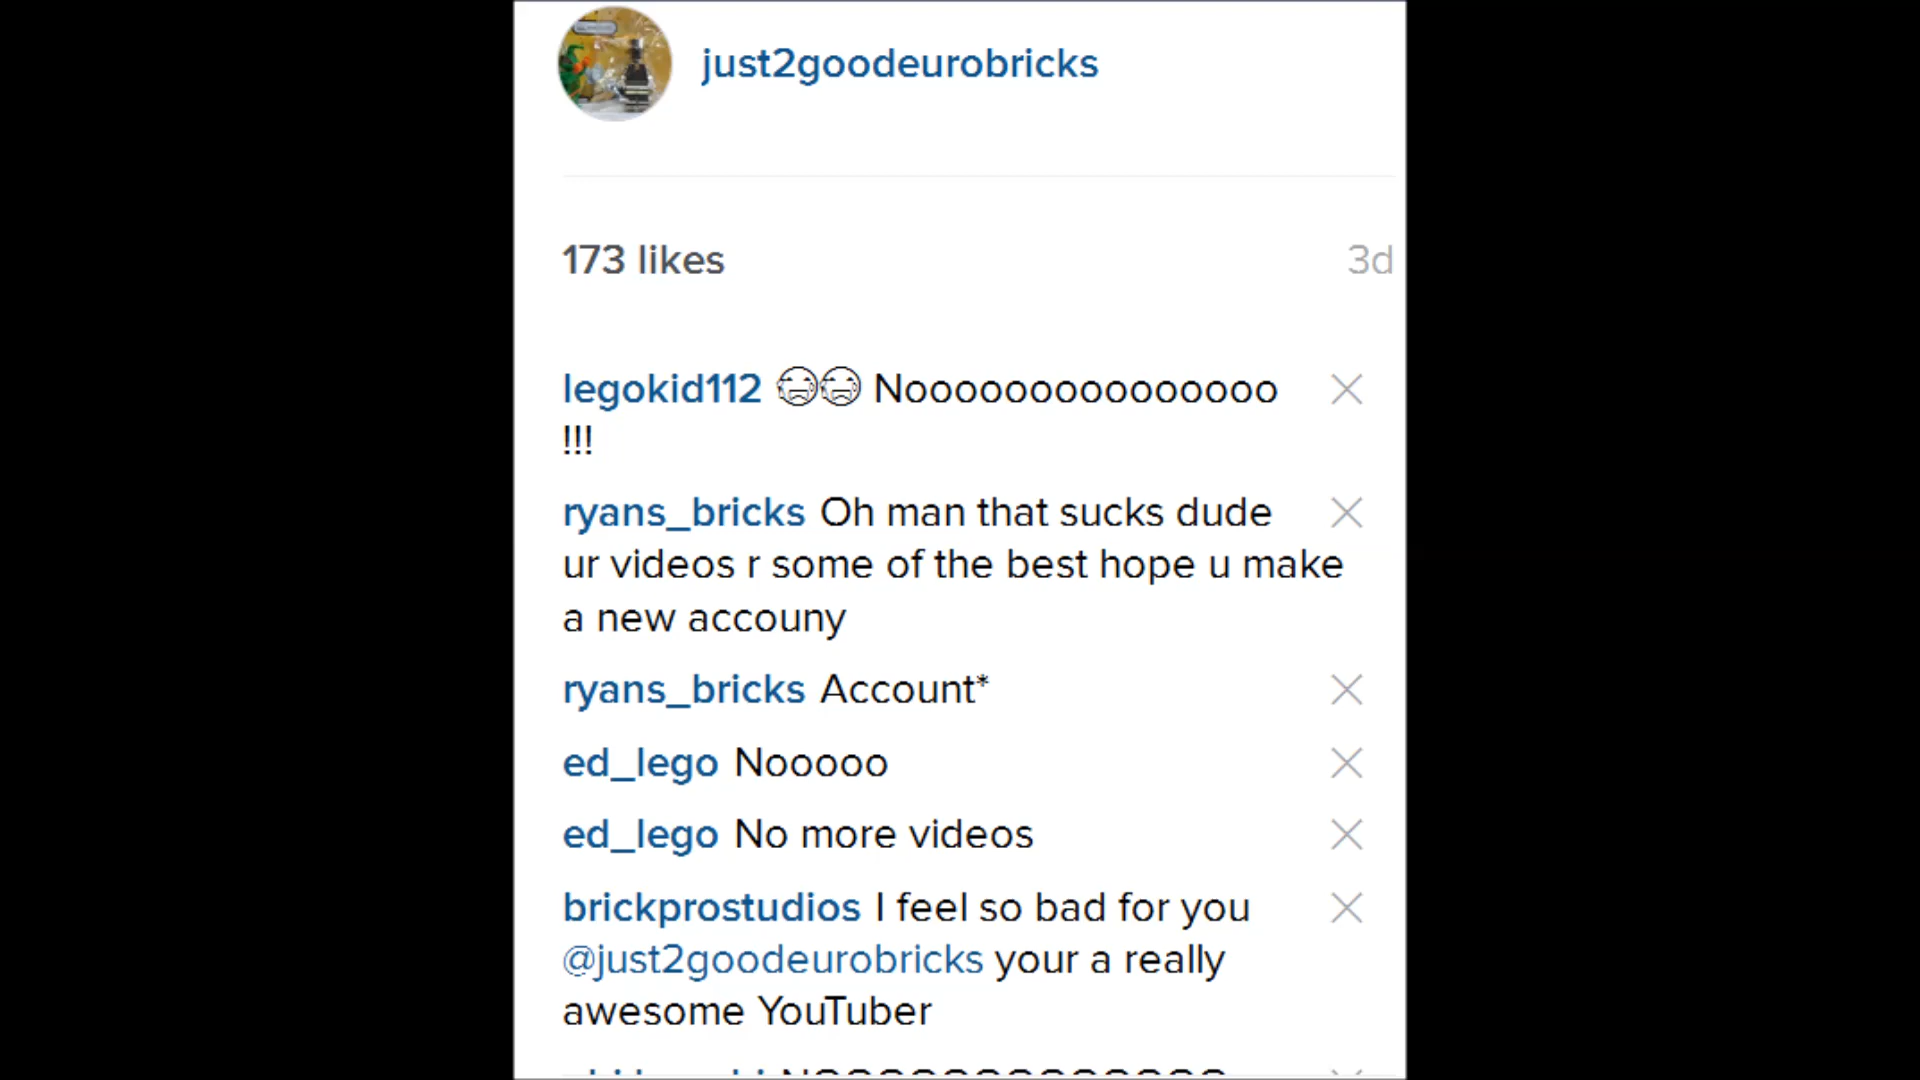 just2goodeurobricks
173 likes 3d
legokid112 😭😭 Nooooooooooooooo
!!!
ryans_bricks Oh man that sucks dude
ur videos r some of the best hope u make
a new accouny
ryans_bricks Account*
ed_lego Nooooo
ed_lego No more videos
brickprostudios I feel so bad for you
@just2goodeurobricks your a really
awesome YouTuber